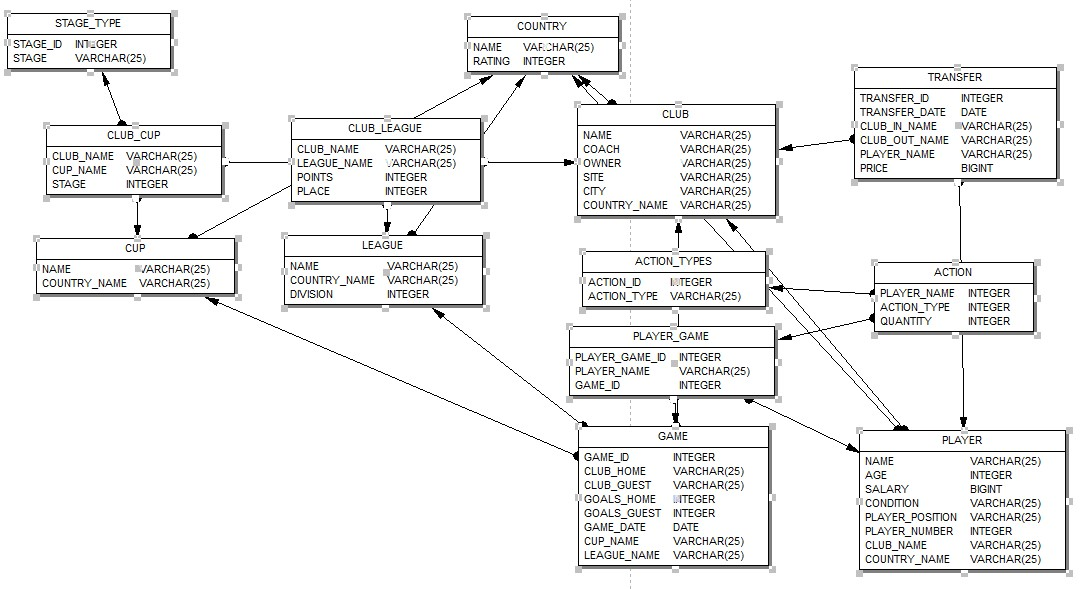 STAGE_TYPE
STAGE_ID INTEGER
STAGE VARCHAR(25)
COUNTRY
NAME VARCHAR(25)
RATING INTEGER
TRANSFER
TRANSFER_ID INTEGER
TRANSFER_DATE DATE
CLUB_IN_NAME VARCHAR(25)
CLUB_OUT_NAME VARCHAR(25)
PLAYER_NAME VARCHAR(25)
PRICE BIGINT
CLUB_CUP
CLUB_NAME VARCHAR(25)
CUP_NAME VARCHAR(25)
STAGE INTEGER
CLUB_LEAGUE
CLUB_NAME VARCHAR(25)
LEAGUE_NAME VARCHAR(25)
POINTS INTEGER
PLACE INTEGER
CLUB
NAME VARCHAR(25)
COACH VARCHAR(25)
OWNER VARCHAR(25)
SITE VARCHAR(25)
CITY VARCHAR(25)
COUNTRY_NAME VARCHAR(25)
CUP
NAME VARCHAR(25)
COUNTRY_NAME VARCHAR(25)
LEAGUE
NAME VARCHAR(25)
COUNTRY_NAME VARCHAR(25)
DIVISION INTEGER
ACTION_TYPES
ACTION_ID INTEGER
ACTION_TYPE VARCHAR(25)
ACTION
PLAYER_NAME INTEGER
ACTION_TYPE INTEGER
QUANTITY INTEGER
PLAYER_GAME
PLAYER_GAME_ID INTEGER
PLAYER_NAME VARCHAR(25)
GAME_ID INTEGER
GAME
GAME_ID INTEGER
CLUB_HOME VARCHAR(25)
CLUB_GUEST VARCHAR(25)
GOALS_HOME INTEGER
GOALS_GUEST INTEGER
GAME_DATE DATE
CUP_NAME VARCHAR(25)
LEAGUE_NAME VARCHAR(25)
PLAYER
NAME VARCHAR(25)
AGE INTEGER
SALARY BIGINT
CONDITION VARCHAR(25)
PLAYER_POSITION VARCHAR(25)
PLAYER_NUMBER INTEGER
CLUB_NAME VARCHAR(25)
COUNTRY_NAME VARCHAR(25)